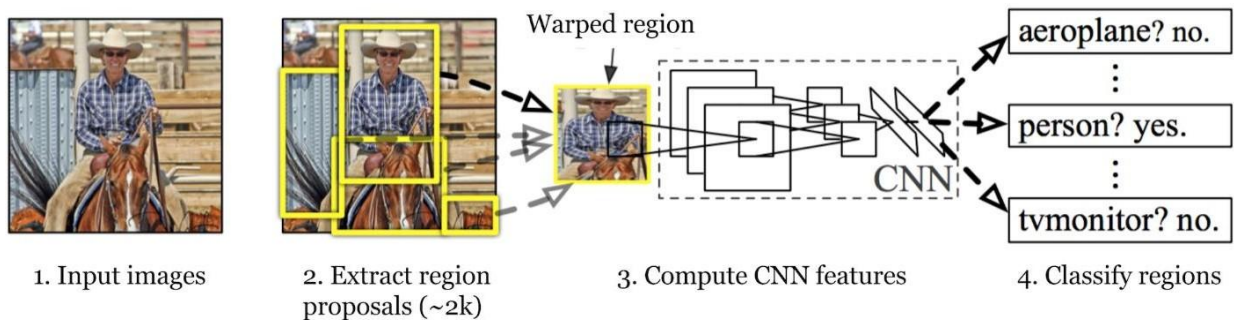 Warped region
aeroplane? no.
person? yes.
CNN
tvmonitor? no.
1. Input images
2. Extract region
proposals (~2k)
3. Compute CNN features
4. Classify regions